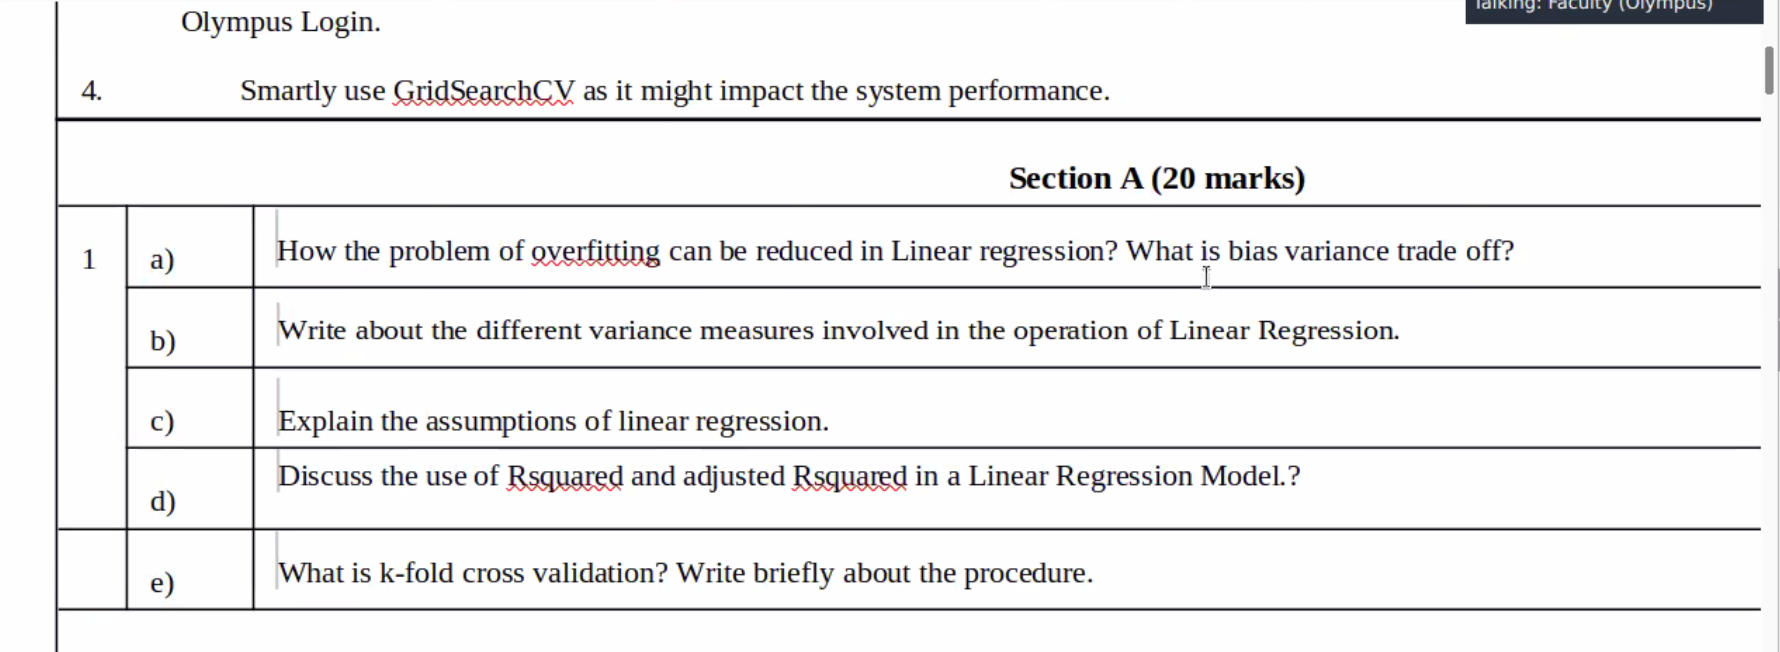 Talking: Faculty (Olympus)
Olympus Login.
4. Smartly use GridSearchCV as it might impact the system performance.
Section A (20 marks)
1 a) How the problem of overfitting can be reduced in Linear regression? What is bias variance trade off?
b) Write about the different variance measures involved in the operation of Linear Regression.
c) Explain the assumptions of linear regression.
d) Discuss the use of Rsquared and adjusted Rsquared in a Linear Regression Model.?
e) What is k-fold cross validation? Write briefly about the procedure.